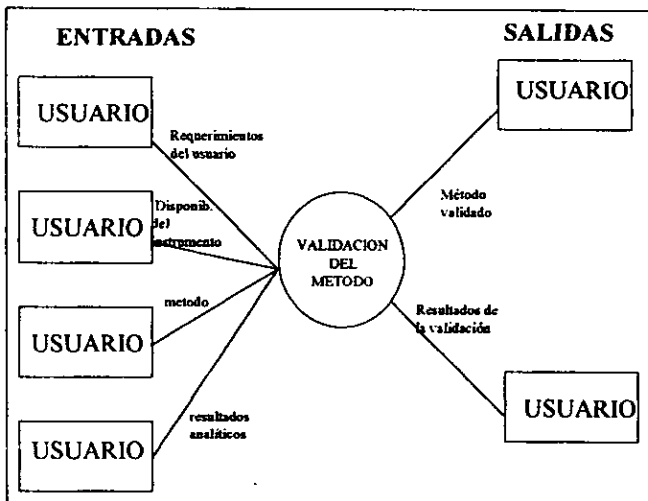 ENTRADAS
SALIDAS
USUARIO
Requerimientos
del usuario
USUARIO
Disponib.
del
instrumento
USUARIO
metodo
USUARIO
resultados
analíticos
VALIDACION
DEL
METODO
USUARIO
Método
validado
Resultados de
la validación
USUARIO